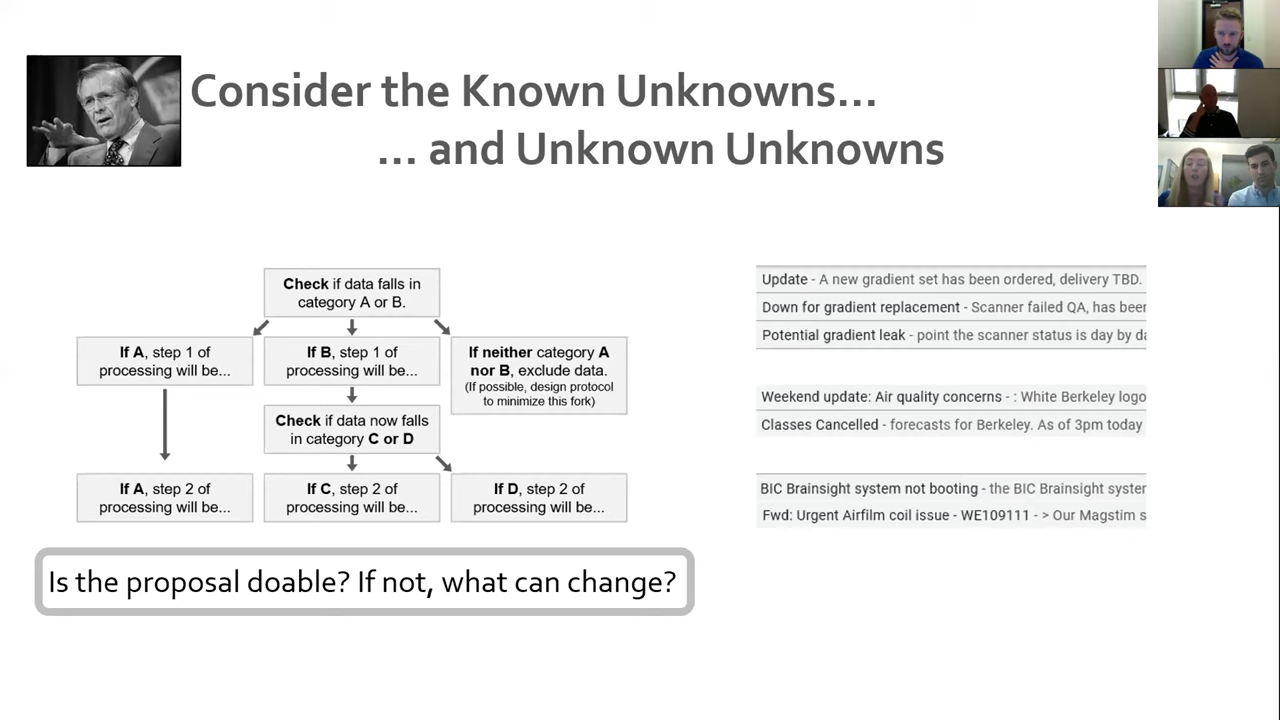 Consider the Known Unknowns...
... and Unknown Unknowns
Check if data falls in
category A or B.
If A, step 1 of
processing will be...
If B, step 1 of
processing will be...
If neither category A
nor B, exclude data.
(If possible, design protocol
to minimize this fork)
Check if data now falls
in category C or D
If A, step 2 of
processing will be...
If C, step 2 of
processing will be...
If D, step 2 of
processing will be...
Update - A new gradient set has been ordered, delivery TBD.
Down for gradient replacement - Scanner failed QA, has been
Potential gradient leak - point the scanner status is day by da
Weekend update: Air quality concerns - : White Berkeley logo
Classes Cancelled - forecasts for Berkeley. As of 3pm today
BIC Brainsight system not booting - the BIC Brainsight syster
Fwd: Urgent Airfilm coil issue - WE109111 - > Our Magstim s
Is the proposal doable? If not, what can change?